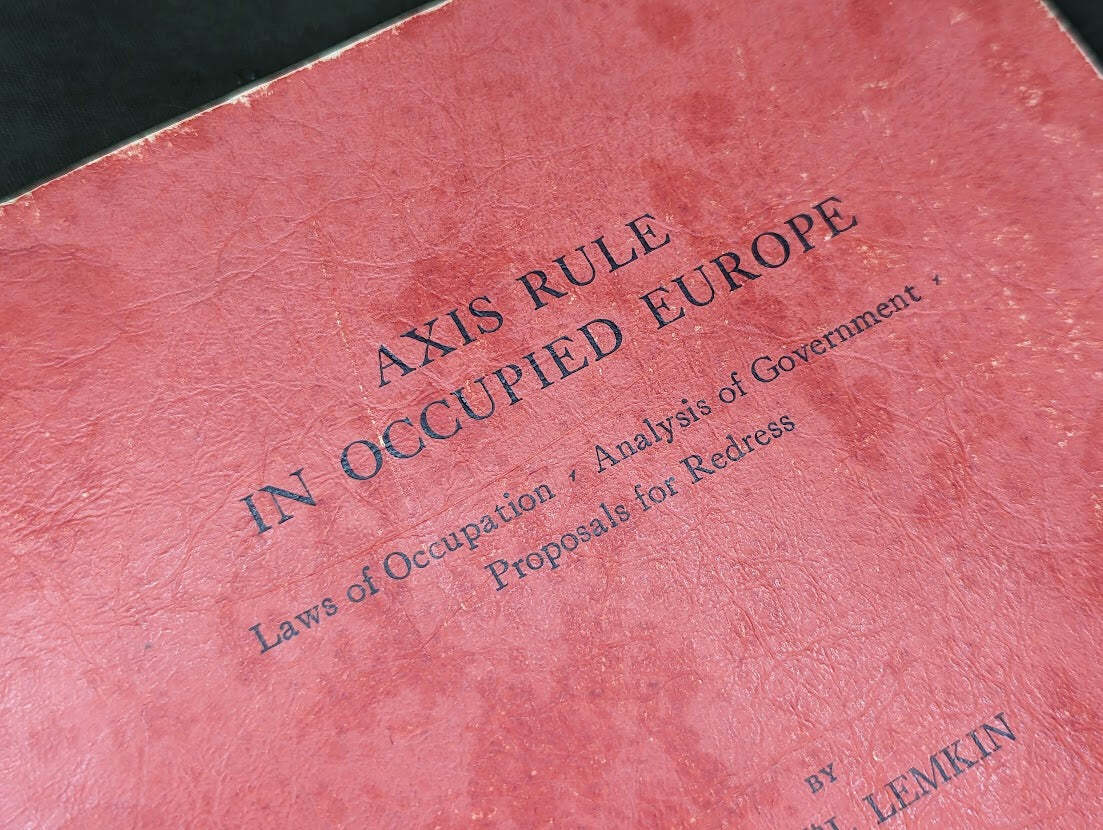 AXIS RULE
IN OCCUPIED EUROPE
Laws of Occupation , Analysis of Government ,
Proposals for Redress
BY
LEMKIN